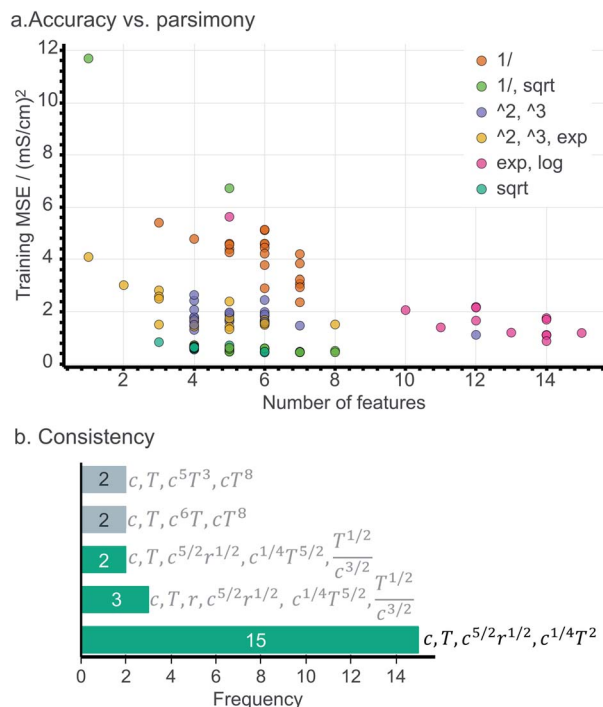 a.Accuracy vs. parsimony
12
10
8
6
4
2
0
Training MSE / (mS/cm)²
1/
1/, sqrt
^2, ^3
^2, ^3, exp
exp, log
sqrt
2 4 6 8 10 12 14
Number of features
b. Consistency
2 c, T, c⁵T³, cT⁸
2 c, T, c⁶T, cT⁸
2 c, T, c^{5/2}r^{1/2}, c^{1/4}T^{5/2}, T^{1/2}/c^{3/2}
3 c, T, r, c^{5/2}r^{1/2}, c^{1/4}T^{5/2}, T^{1/2}/c^{3/2}
15 c, T, c^{5/2}r^{1/2}, c^{1/4}T²
0 2 4 6 8 10 12 14
Frequency